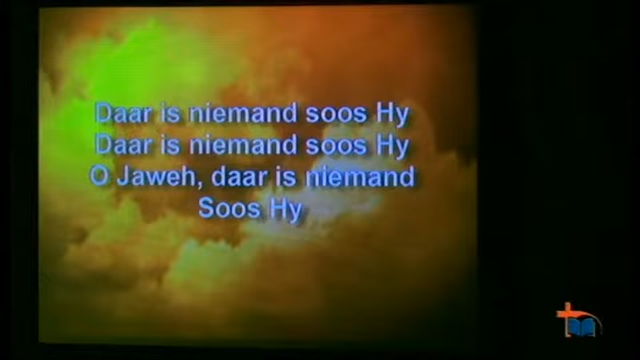 Daar is niemand soos Hy
Daar is niemand soos Hy
O Jaweh, daar is niemand
Soos Hy